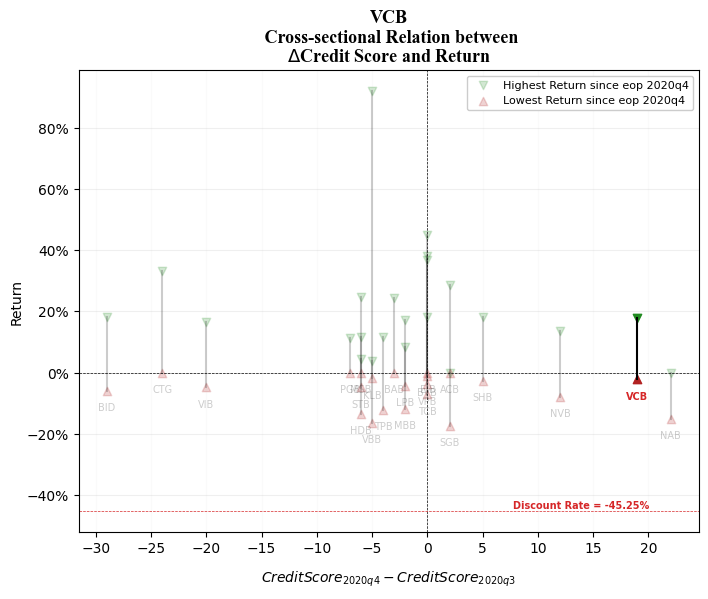 VCB
Cross-sectional Relation between
ΔCredit Score and Return
Highest Return since eop 2020q4
Lowest Return since eop 2020q4
80%
60%
40%
20%
0%
−20%
−40%
Return
BID
CTG
VIB
STB
HDB
KLB
VBB
TPB
BAB
LPB
MBB
TCB
ACB
SGB
SHB
NVB
VCB
NAB
Discount Rate = -45.25%
−30 −25 −20 −15 −10 −5 0 5 10 15 20
CreditScore2020q4 − CreditScore2020q3